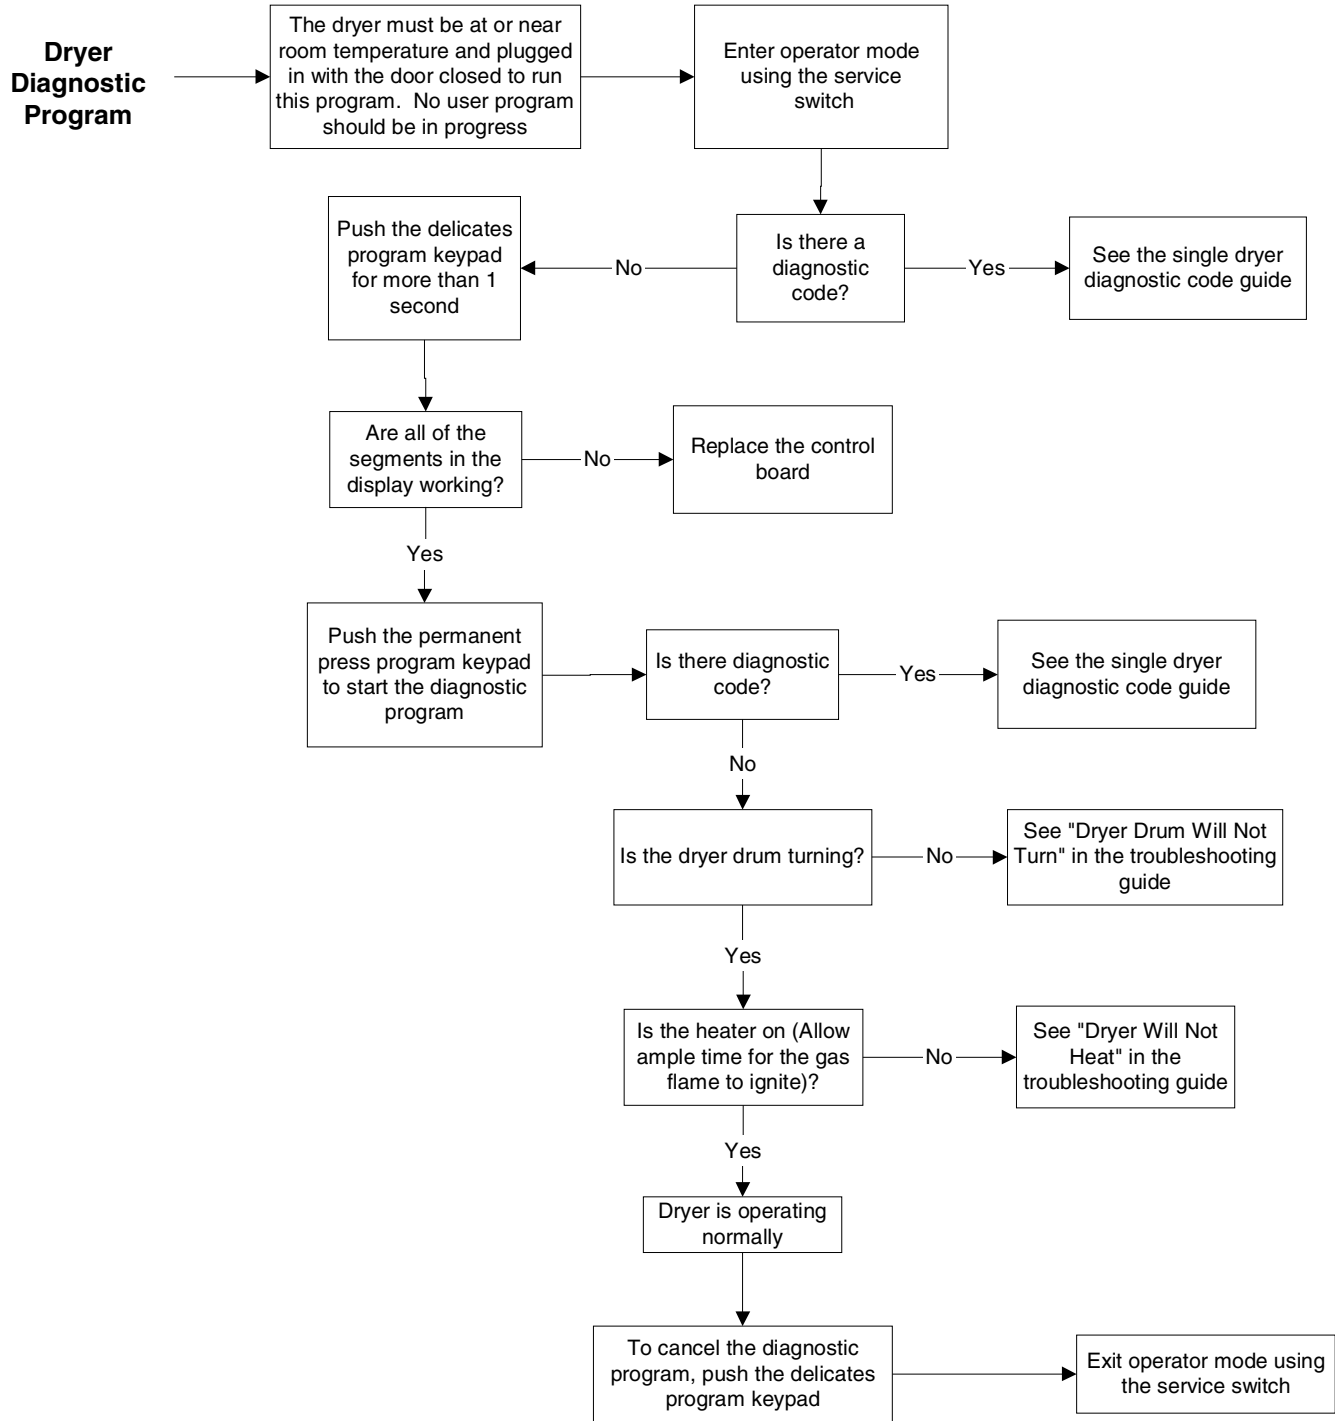 Dryer
Diagnostic
Program
The dryer must be at or near
room temperature and plugged
in with the door closed to run
this program.  No user program
should be in progress
Enter operator mode
using the service
switch
Is there a
diagnostic
code?
Yes
See the single dryer
diagnostic code guide
No
Push the delicates
program keypad
for more than 1
second
Are all of the
segments in the
display working?
No
Replace the control
board
Yes
Push the permanent
press program keypad
to start the diagnostic
program
Is there diagnostic
code?
Yes
See the single dryer
diagnostic code guide
No
Is the dryer drum turning?
No
See "Dryer Drum Will Not
Turn" in the troubleshooting
guide
Yes
Is the heater on (Allow
ample time for the gas
flame to ignite)?
No
See "Dryer Will Not
Heat" in the
troubleshooting guide
Yes
Dryer is operating
normally
To cancel the diagnostic
program, push the delicates
program keypad
Exit operator mode using
the service switch